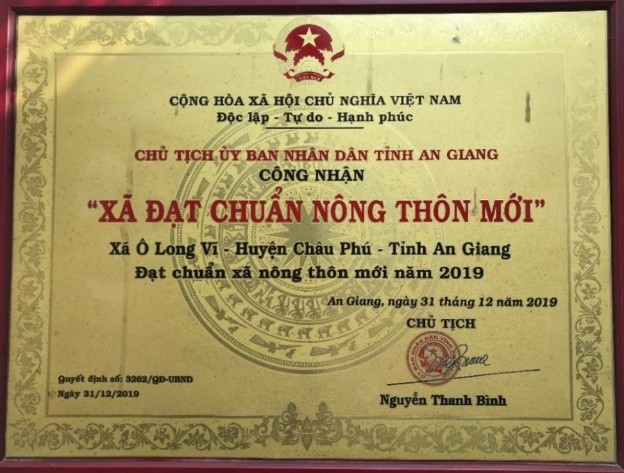 CỘNG HÒA XÃ HỘI CHỦ NGHĨA VIỆT NAM
Độc lập - Tự do - Hạnh phúc
CHỦ TỊCH ỦY BAN NHÂN DÂN TỈNH AN GIANG
CÔNG NHẬN
"XÃ ĐẠT CHUẨN NÔNG THÔN MỚI"
Xã Ô Long Vĩ - Huyện Châu Phú - Tỉnh An Giang
Đạt chuẩn xã nông thôn mới năm 2019
An Giang, ngày 31 tháng 12 năm 2019
CHỦ TỊCH
Quyết định số: 3262/QĐ-UBND
Ngày 31/12/2019
Nguyễn Thanh Bình